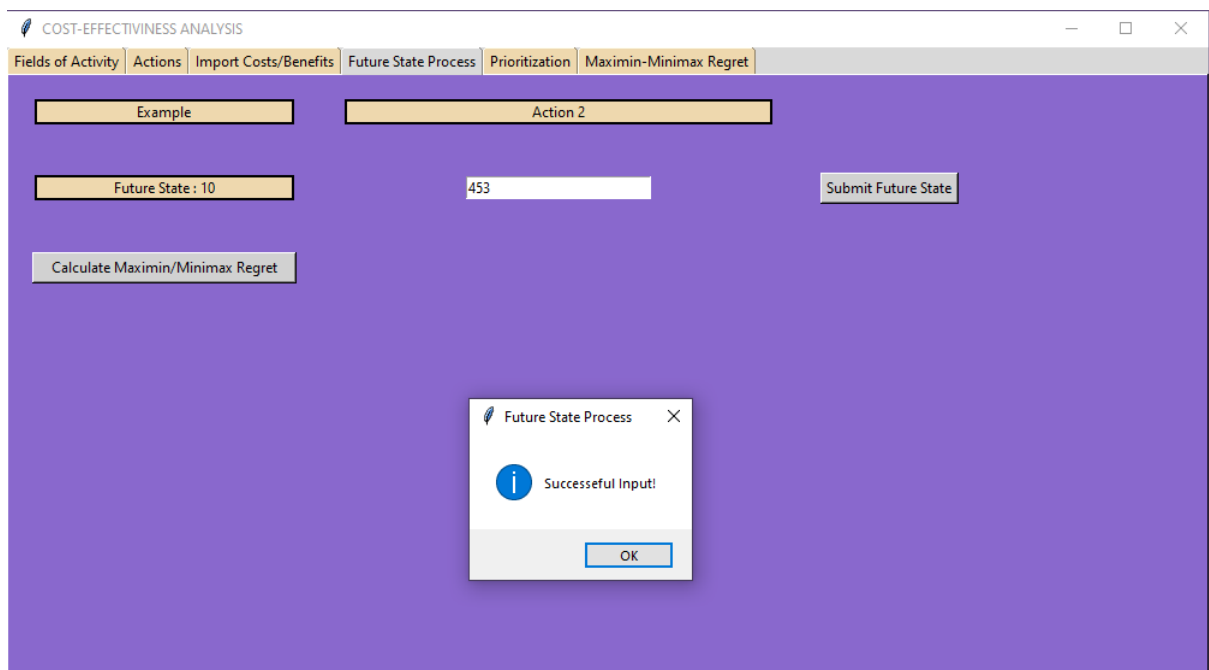 COST-EFFECTIVINESS ANALYSIS
Fields of Activity Actions Import Costs/Benefits Future State Process Prioritization Maximin-Minimax Regret
Example Action 2
Future State : 10 453 Submit Future State
Calculate Maximin/Minimax Regret
Future State Process
Successeful Input!
OK